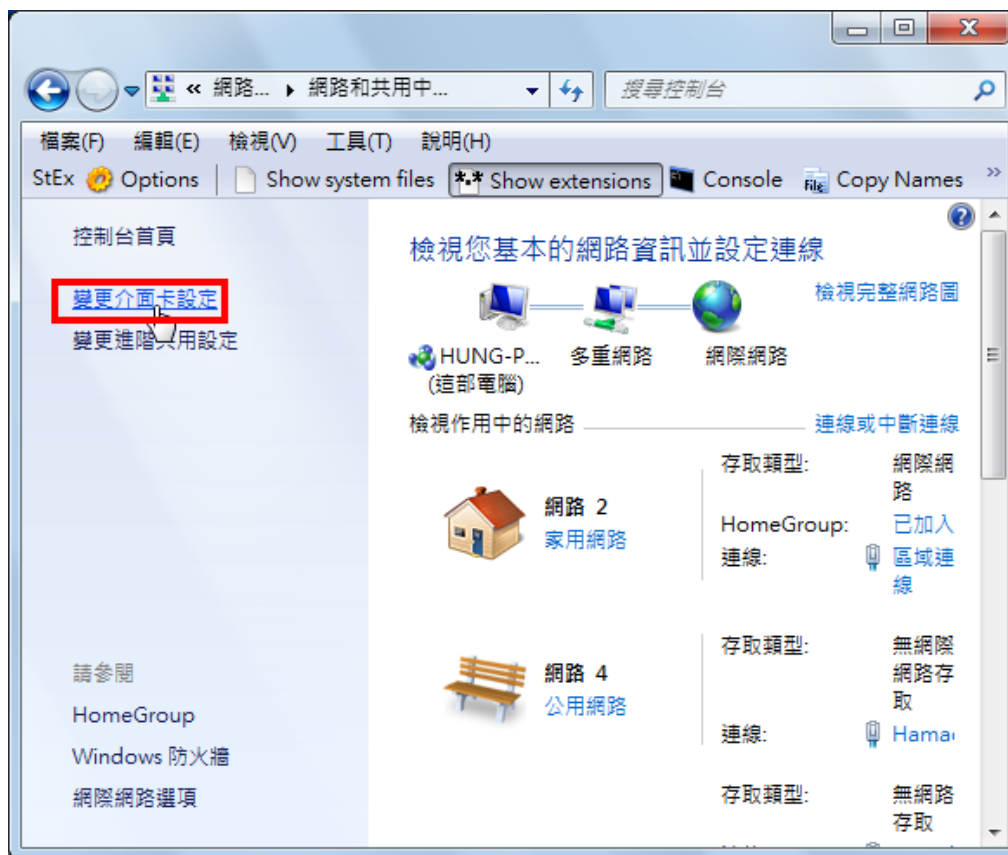 « 網路... ▸ 網路和共用中...
搜尋控制台
檔案(F) 編輯(E) 檢視(V) 工具(T) 說明(H)
StEx Options Show system files *.* Show extensions Console File Copy Names »
控制台首頁
變更介面卡設定
變更進階共用設定
請參閱
HomeGroup
Windows 防火牆
網際網路選項
檢視您基本的網路資訊並設定連線
檢視完整網路圖
HUNG-P... 多重網路 網際網路
(這部電腦)
檢視作用中的網路 連線或中斷連線
網路 2
家用網路
存取類型: 網際網
路
HomeGroup: 已加入
連線: 區域連
線
網路 4
公用網路
存取類型: 無網際
網路存
取
連線: Hama
存取類型: 無網路
存取